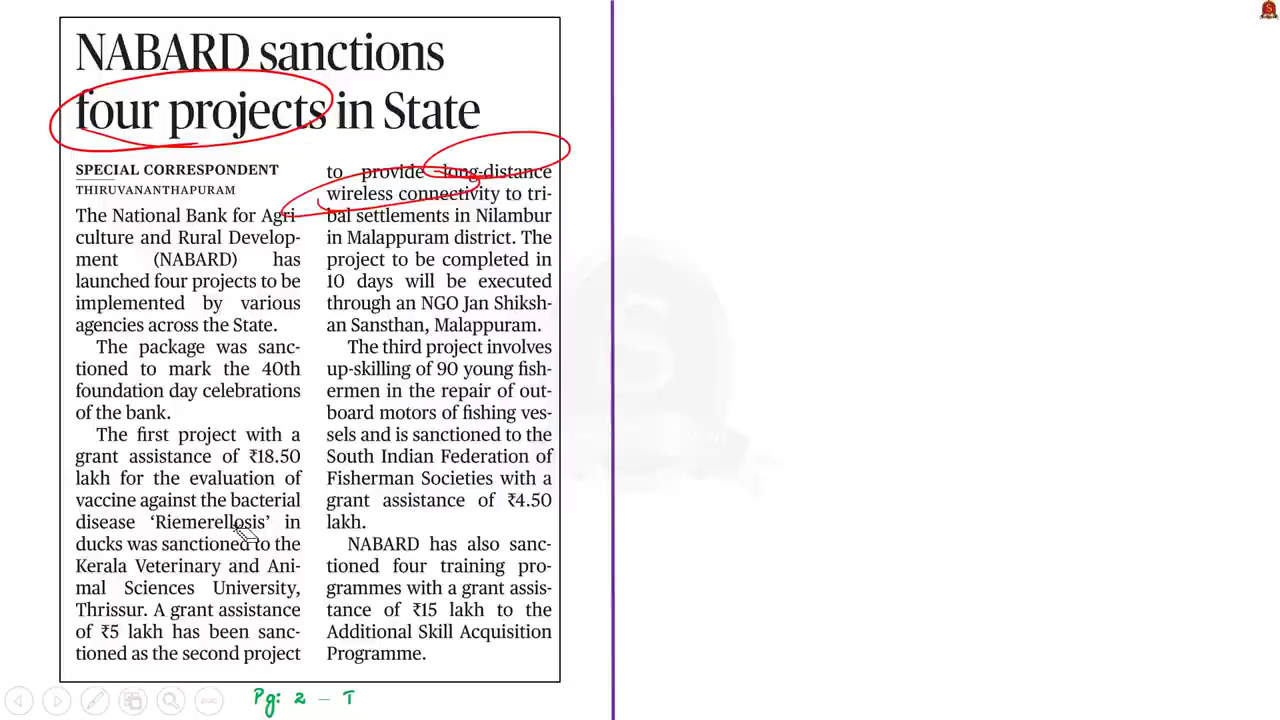 NABARD sanctions
four projects in State
SPECIAL CORRESPONDENT
THIRUVANANTHAPURAM
The National Bank for Agri-
culture and Rural Develop-
ment (NABARD) has
launched four projects to be
implemented by various
agencies across the State.
The package was sanc-
tioned to mark the 40th
foundation day celebrations
of the bank.
The first project with a
grant assistance of ₹18.50
lakh for the evaluation of
vaccine against the bacterial
disease ‘Riemerellosis’ in
ducks was sanctioned to the
Kerala Veterinary and Ani-
mal Sciences University,
Thrissur. A grant assistance
of ₹5 lakh has been sanc-
tioned as the second project
to provide long-distance
wireless connectivity to tri-
bal settlements in Nilambur
in Malappuram district. The
project to be completed in
10 days will be executed
through an NGO Jan Shiksh-
an Sansthan, Malappuram.
The third project involves
up-skilling of 90 young fish-
ermen in the repair of out-
board motors of fishing ves-
sels and is sanctioned to the
South Indian Federation of
Fisherman Societies with a
grant assistance of ₹4.50
lakh.
NABARD has also sanc-
tioned four training pro-
grammes with a grant assis-
tance of ₹15 lakh to the
Additional Skill Acquisition
Programme.
Pg: 2 - T